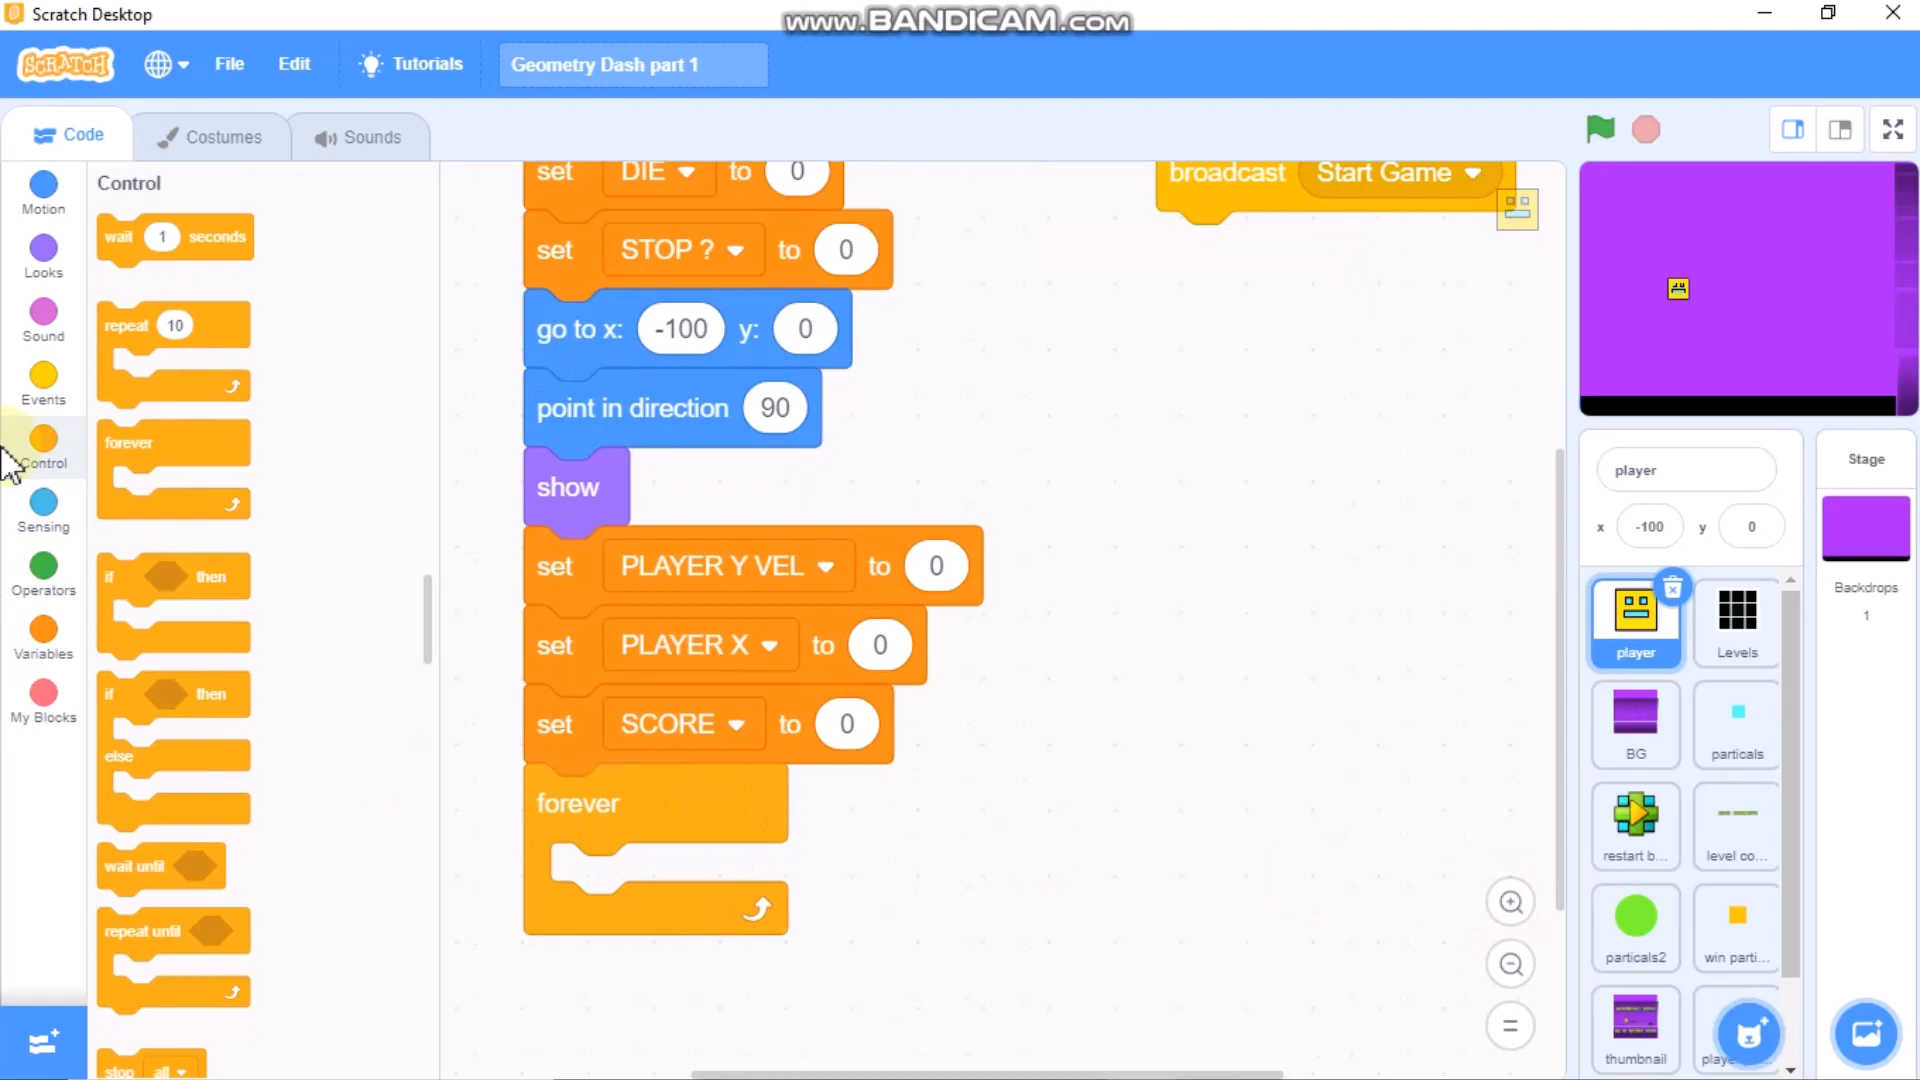 Scratch Desktop
www.BANDICAM.com
SCRATCH
File
Edit
Tutorials
Geometry Dash part 1
Code
Costumes
Sounds
Motion
Looks
Sound
Events
Control
Sensing
Operators
Variables
My Blocks
Control
wait 1 seconds
repeat 10
forever
if then
if then
else
wait until
repeat until
stop all
set DIE to 0
set STOP ? to 0
go to x: -100 y: 0
point in direction 90
show
set PLAYER Y VEL to 0
set PLAYER X to 0
set SCORE to 0
forever
broadcast Start Game
player
x -100 y 0
player
Levels
BG
particals
restart b...
level co...
particals2
win parti...
thumbnail
Stage
Backdrops
1